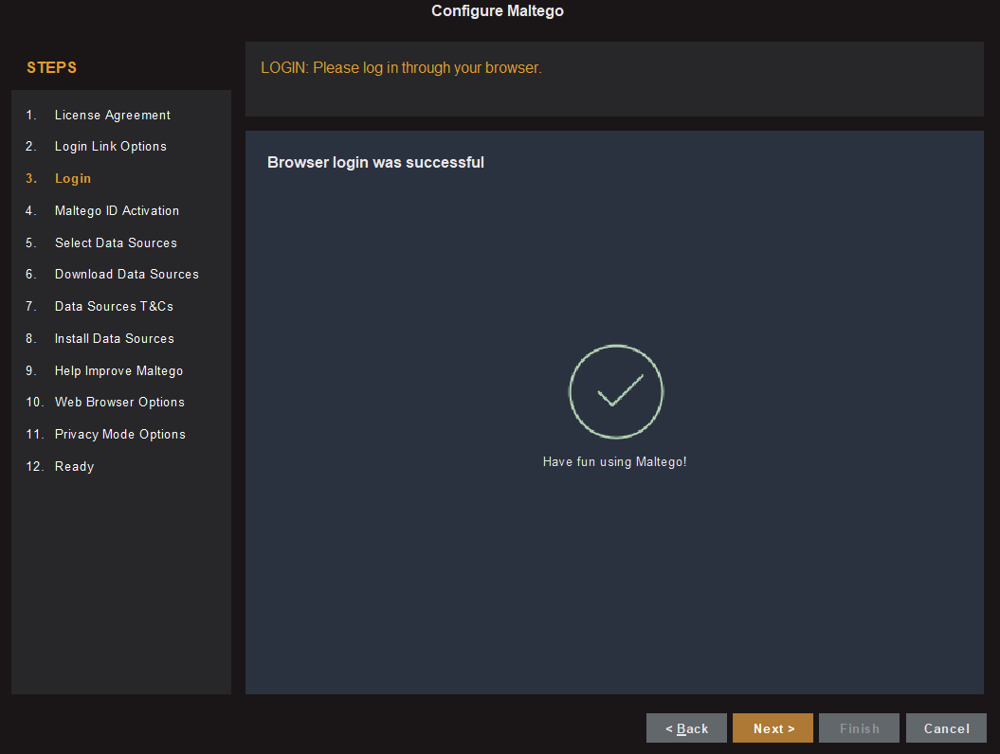 Configure Maltego
STEPS
1. License Agreement
2. Login Link Options
3. Login
4. Maltego ID Activation
5. Select Data Sources
6. Download Data Sources
7. Data Sources T&Cs
8. Install Data Sources
9. Help Improve Maltego
10. Web Browser Options
11. Privacy Mode Options
12. Ready
LOGIN: Please log in through your browser.
Browser login was successful
Have fun using Maltego!
< Back
Next >
Finish
Cancel